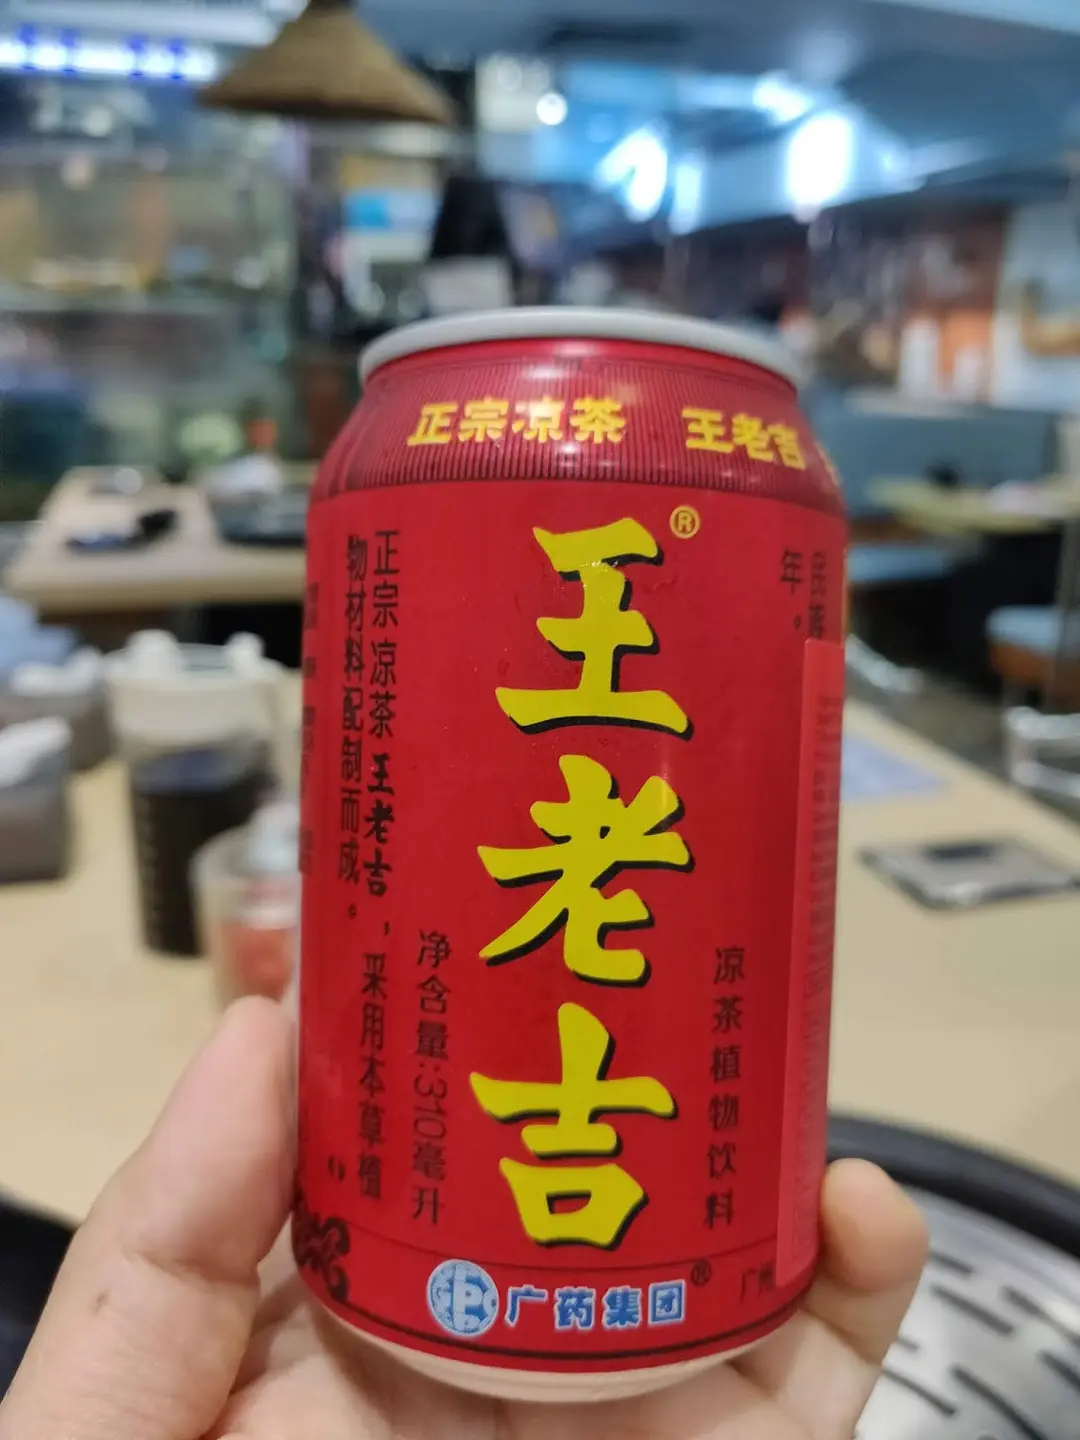 正宗凉茶 王老吉
王老吉®
正宗凉茶王老吉，采用本草植
物材料配制而成。
净含量:310毫升
凉茶植物饮料
年。
GPC 广药集团®
广州